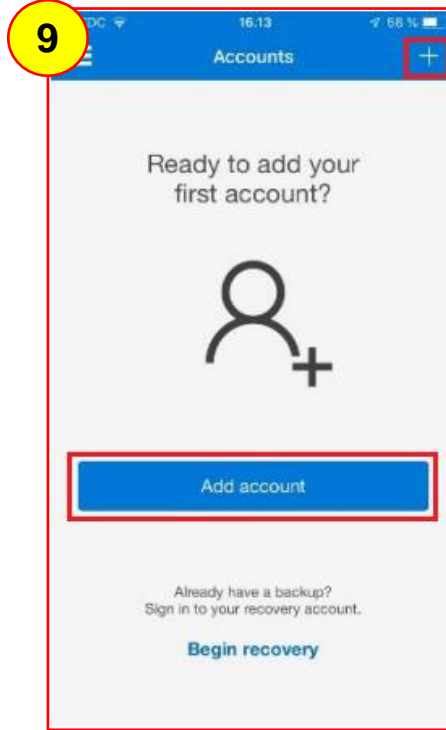 9
16.13
56 %
Accounts
Ready to add your
first account?
Add account
Already have a backup?
Sign in to your recovery account.
Begin recovery